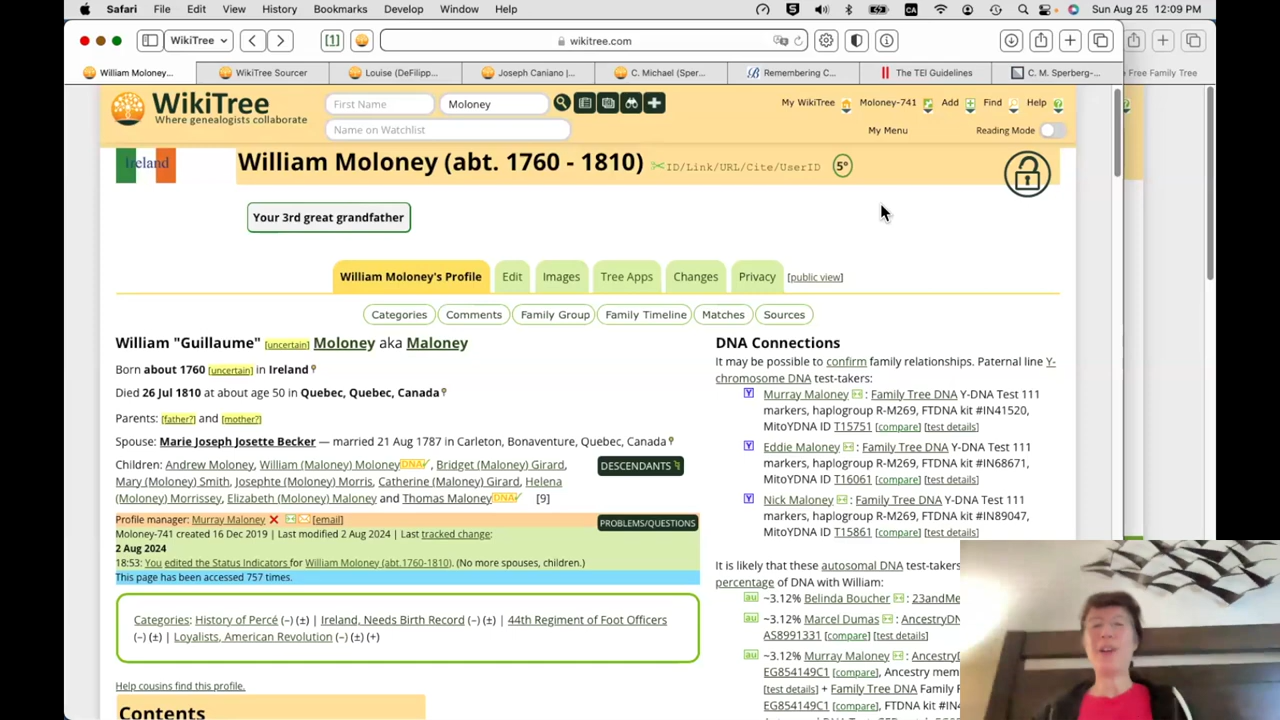 Safari File Edit View History Bookmarks Develop Window Help Sun Aug 25 12:09 PM
WikiTree [1] wikitree.com
William Moloney... WikiTree Sourcer Louise (DeFilipp... Joseph Caniano |... C. Michael (Sper... Remembering C... The TEI Guidelines C. M. Sperberg-... Free Family Tree
WikiTree
Where genealogists collaborate
First Name Moloney
Name on Watchlist
My WikiTree Moloney-741 Add Find Help ?
My Menu Reading Mode
Ireland William Moloney (abt. 1760 - 1810) ID/Link/URL/Cite/UserID 5°
Your 3rd great grandfather
William Moloney's Profile Edit Images Tree Apps Changes Privacy [public view]
Categories Comments Family Group Family Timeline Matches Sources
William "Guillaume" [uncertain] Moloney aka Maloney
Born about 1760 [uncertain] in Ireland
Died 26 Jul 1810 at about age 50 in Quebec, Quebec, Canada
Parents: [father?] and [mother?]
Spouse: Marie Joseph Josette Becker — married 21 Aug 1787 in Carleton, Bonaventure, Quebec, Canada
Children: Andrew Moloney, William (Maloney) Moloney DNA, Bridget (Maloney) Girard,
Mary (Moloney) Smith, Josephte (Moloney) Morris, Catherine (Moloney) Girard, Helena
(Moloney) Morrissey, Elizabeth (Moloney) Maloney and Thomas Maloney DNA [9]
DESCENDANTS
Profile manager: Murray Maloney [email]
PROBLEMS/QUESTIONS
Moloney-741 created 16 Dec 2019 | Last modified 2 Aug 2024 | Last tracked change:
2 Aug 2024
18:53: You edited the Status Indicators for William Moloney (abt.1760-1810). (No more spouses, children.)
This page has been accessed 757 times.
Categories: History of Percé (–) (±) | Ireland, Needs Birth Record (–) (±) | 44th Regiment of Foot Officers
(–) (±) | Loyalists, American Revolution (–) (±) (+)
Help cousins find this profile.
Contents
DNA Connections
It may be possible to confirm family relationships. Paternal line Y-
chromosome DNA test-takers:
Y Murray Maloney : Family Tree DNA Y-DNA Test 111
markers, haplogroup R-M269, FTDNA kit #IN41520,
MitoYDNA ID T15751 [compare] [test details]
Y Eddie Maloney : Family Tree DNA Y-DNA Test 111
markers, haplogroup R-M269, FTDNA kit #IN68671,
MitoYDNA ID T16061 [compare] [test details]
Y Nick Maloney : Family Tree DNA Y-DNA Test 111
markers, haplogroup R-M269, FTDNA kit #IN89047,
MitoYDNA ID T15861 [compare] [test details]
It is likely that these autosomal DNA test-takers
percentage of DNA with William:
au ~3.12% Belinda Boucher : 23andMe
au ~3.12% Marcel Dumas : AncestryDN
AS8991331 [compare] [test details]
au ~3.12% Murray Maloney : AncestryD
EG854149C1 [compare], Ancestry mem
[test details] + Family Tree DNA Family F
EG854149C1 [compare], FTDNA kit #IN4